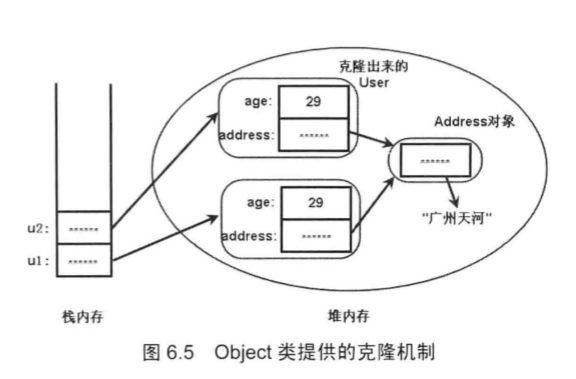 克隆出来的
User
age: 29
address: ******
Address对象
******
"广州天河"
age: 29
address: ******
u2: ******
u1: ******
栈内存
堆内存
图 6.5 Object 类提供的克隆机制